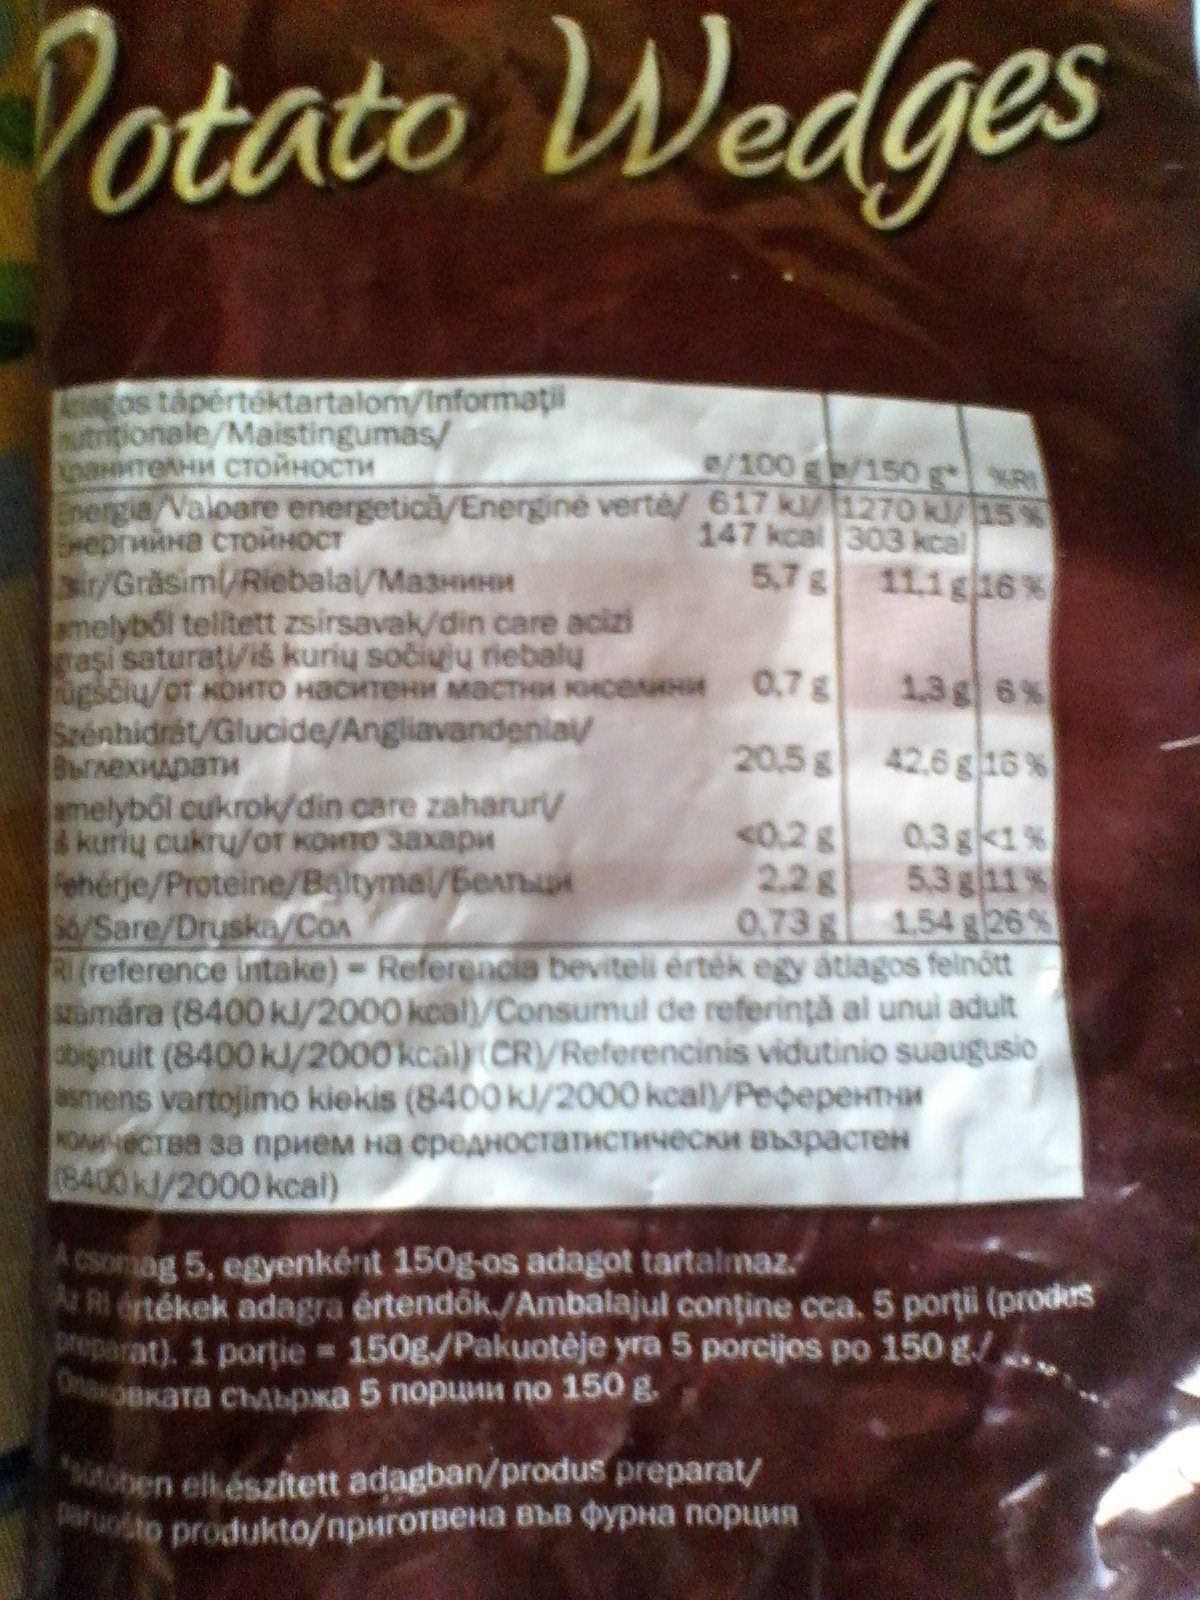 Potato Wedges
Átlagos tápértéktartalom/Informaţii
nutriţionale/Maistingumas/
хранителни стойности ø/100 g ø/150 g* %RI
Energia/Valoare energetică/Energinė vertė/ 617 kJ/ 1270 kJ/ 15 %
Енергийна стойност 147 kcal 303 kcal
Zsír/Grăsimi/Riebalai/Мазнини 5,7 g 11,1 g 16 %
amelyből telített zsírsavak/din care acizi
graşi saturaţi/iš kurių sočiųjų riebalų
rūgščių/от които наситени мастни киселини 0,7 g 1,3 g 6 %
Szénhidrát/Glucide/Angliavandeniai/
Въглехидрати 20,5 g 42,6 g 16 %
amelyből cukrok/din care zaharuri/
iš kurių cukrų/от които захари <0,2 g 0,3 g <1 %
Fehérje/Proteine/Baltymai/Белтъци 2,2 g 5,3 g 11 %
Só/Sare/Druska/Сол 0,73 g 1,54 g 26 %
RI (reference intake) = Referencia beviteli érték egy átlagos felnőtt
számára (8400 kJ/2000 kcal)/Consumul de referinţă al unui adult
obişnuit (8400 kJ/2000 kcal) (CR)/Referencinis vidutinio suaugusio
asmens vartojimo kiekis (8400 kJ/2000 kcal)/Референтни
количества за прием на средностатистически възрастен
(8400 kJ/2000 kcal)
A csomag 5, egyenként 150g-os adagot tartalmaz.
Az RI értékek adagra értendők./Ambalajul conţine cca. 5 porţii (produs
preparat). 1 porţie = 150g./Pakuotėje yra 5 porcijos po 150 g./
Опаковката съдържа 5 порции по 150 g.
*sütőben elkészített adagban/produs preparat/
paruošto produkto/приготвена във фурна порция